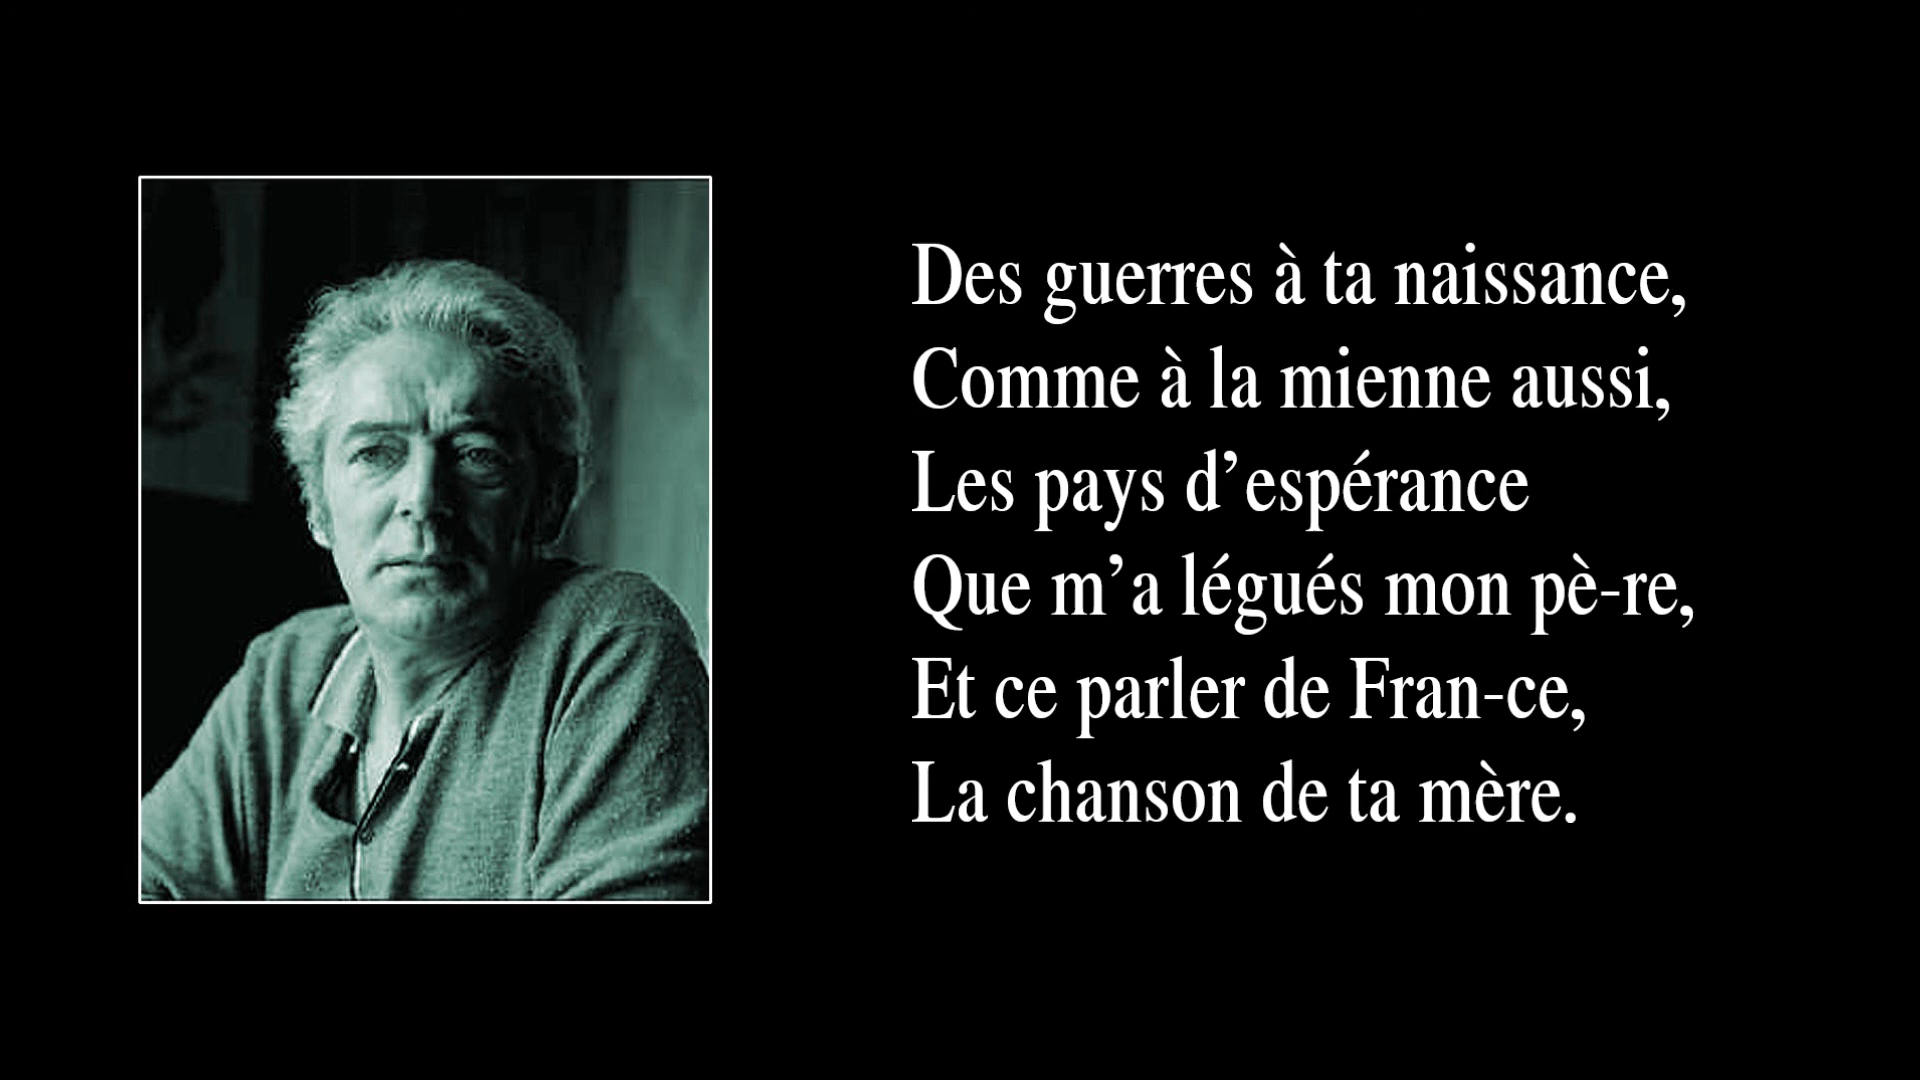 Des guerres à ta naissance,
Comme à la mienne aussi,
Les pays d’espérance
Que m’a légués mon pè-re,
Et ce parler de Fran-ce,
La chanson de ta mère.